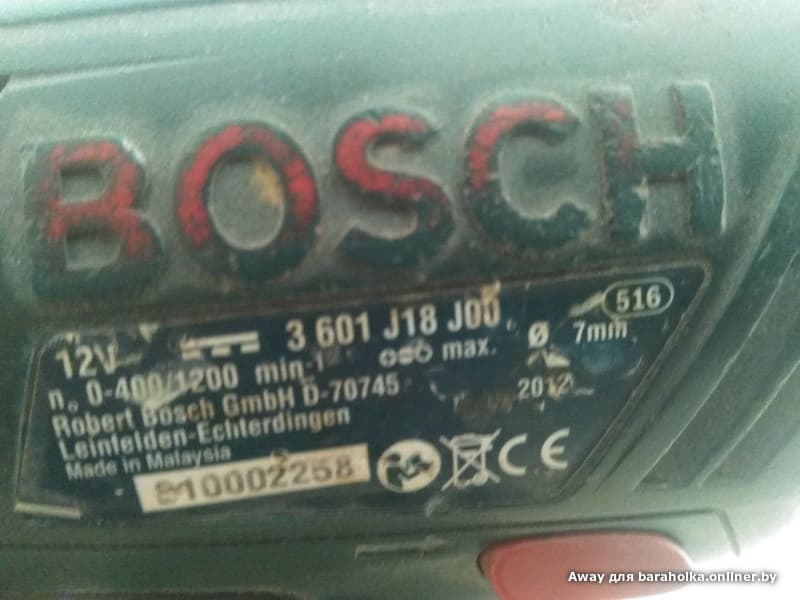 BOSCH
516
12V 3 601 J18 J00
n₀ 0-400/1200 min-1 max. Ø 7mm
Robert Bosch GmbH D-70745 2012
Leinfelden-Echterdingen
Made in Malaysia
810002258
CE
Away для baraholka.onliner.by